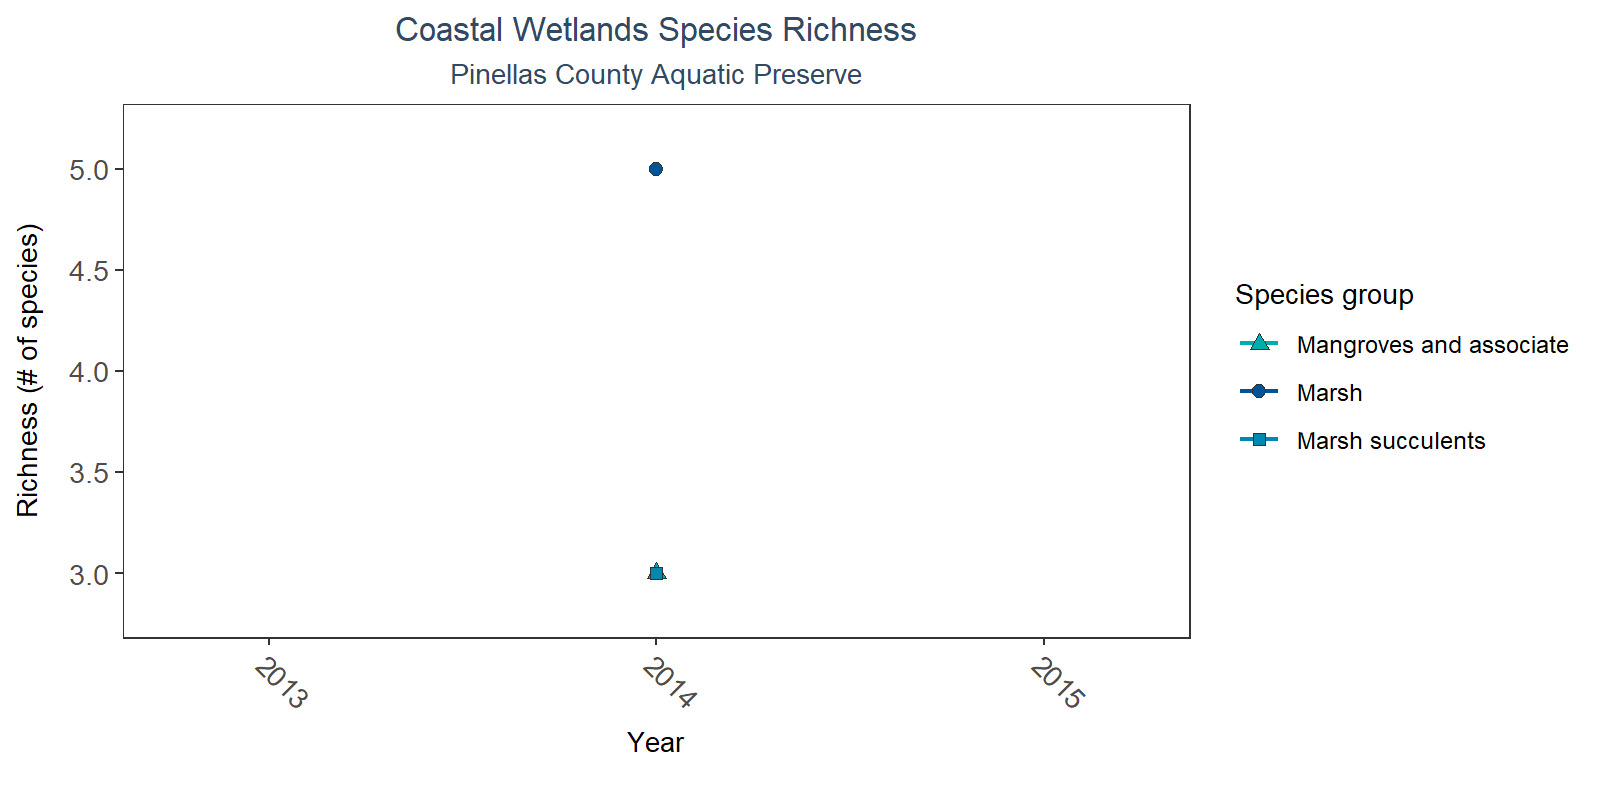 Coastal Wetlands Species Richness
Pinellas County Aquatic Preserve
Richness (# of species)
5.0
4.5
4.0
3.5
3.0
2013
2014
2015
Year
Species group
Mangroves and associate
Marsh
Marsh succulents